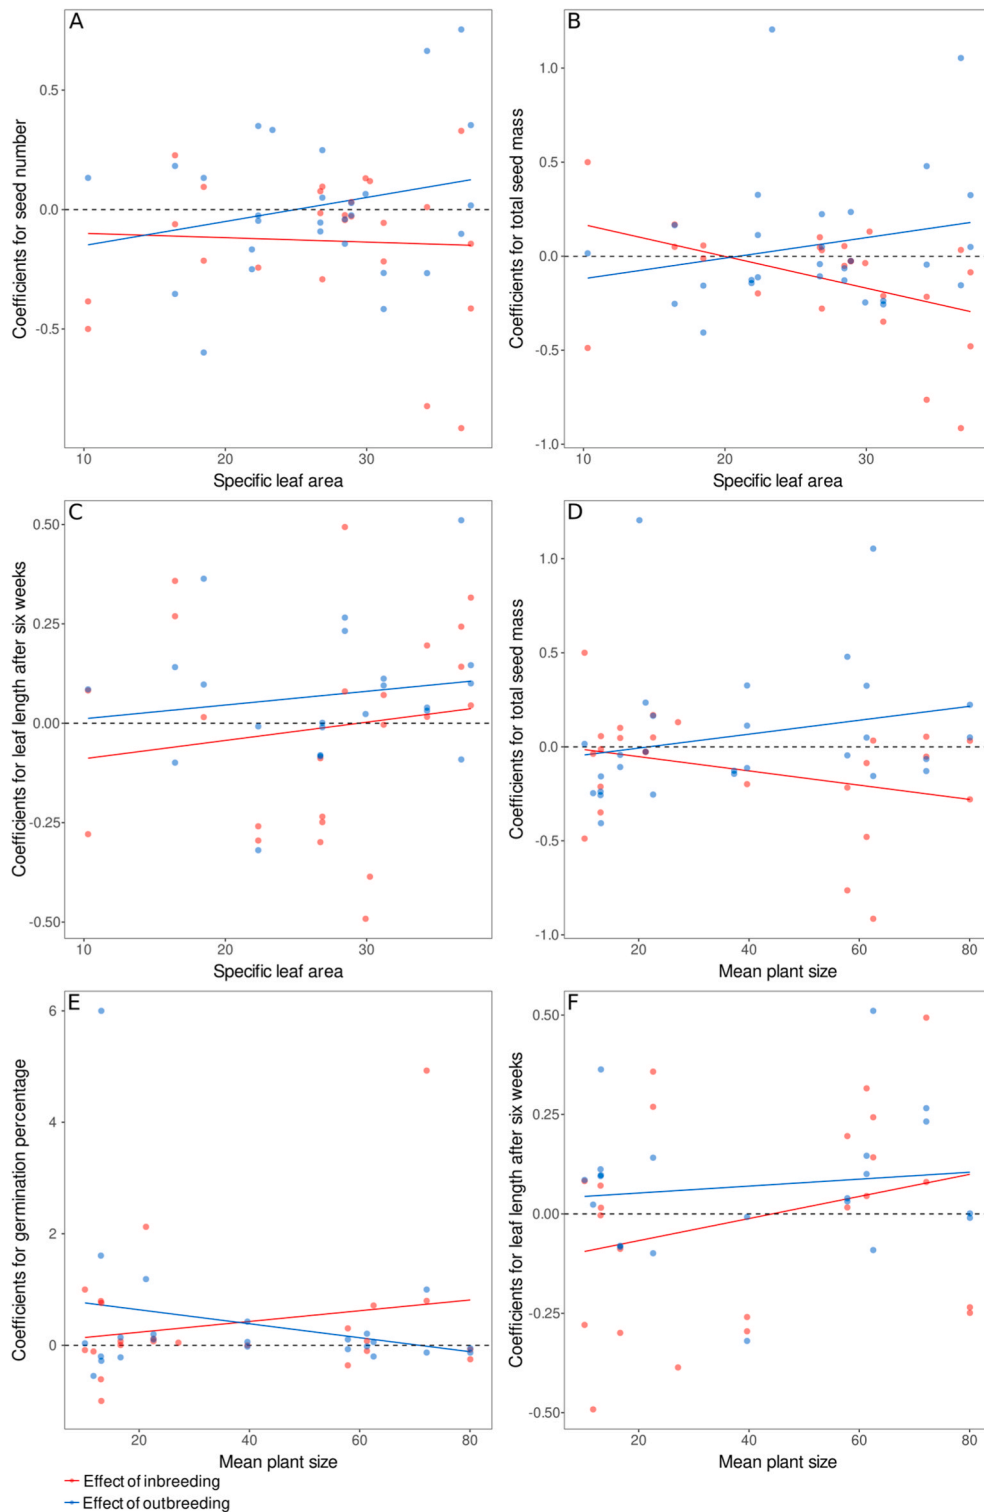 A
Coefficients for seed number
0.5
0.0
-0.5
10
20
30
Specific leaf area
B
Coefficients for total seed mass
1.0
0.5
0.0
-0.5
-1.0
10
20
30
Specific leaf area
C
Coefficients for leaf length after six weeks
0.50
0.25
0.00
-0.25
-0.50
10
20
30
Specific leaf area
D
Coefficients for total seed mass
1.0
0.5
0.0
-0.5
-1.0
20
40
60
80
Mean plant size
E
Coefficients for germination percentage
6
4
2
0
20
40
60
80
Mean plant size
F
Coefficients for leaf length after six weeks
0.50
0.25
0.00
-0.25
-0.50
20
40
60
80
Mean plant size
Effect of inbreeding
Effect of outbreeding